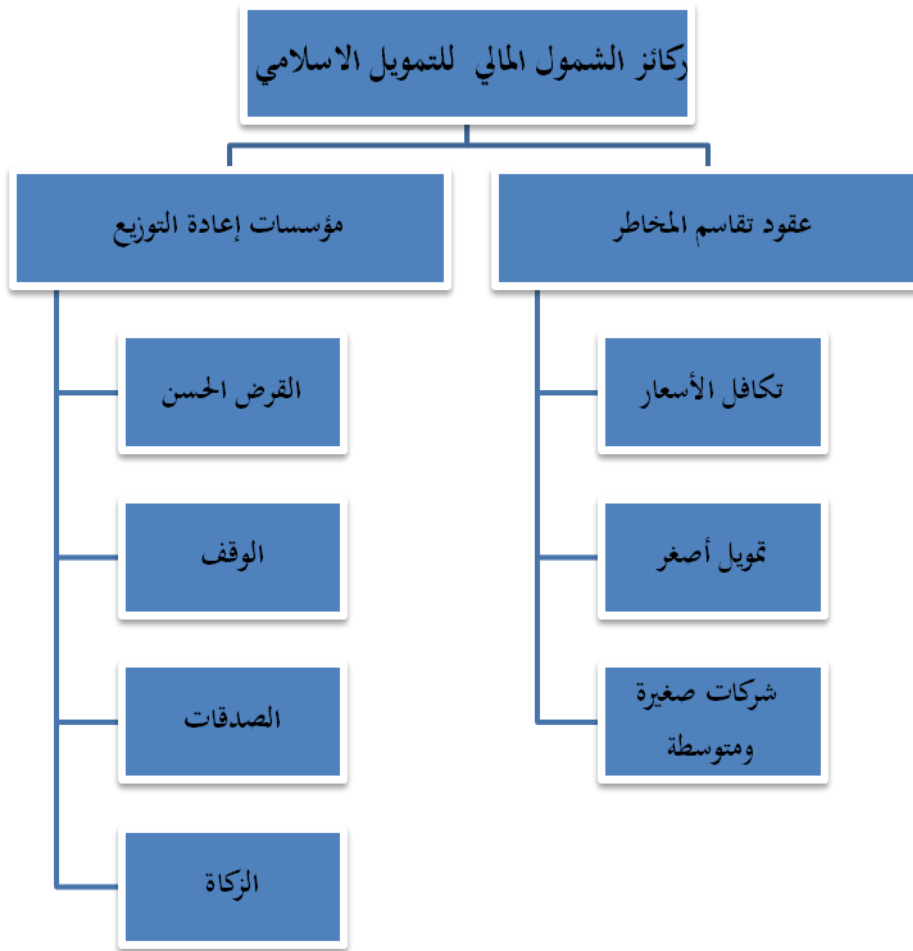 ركائز الشمول المالي للتمويل الاسلامي
عقود تقاسم المخاطر
تكافل الأسعار
تمويل أصغر
شركات صغيرة
ومتوسطة
مؤسسات إعادة التوزيع
القرض الحسن
الوقف
الصدقات
الزكاة